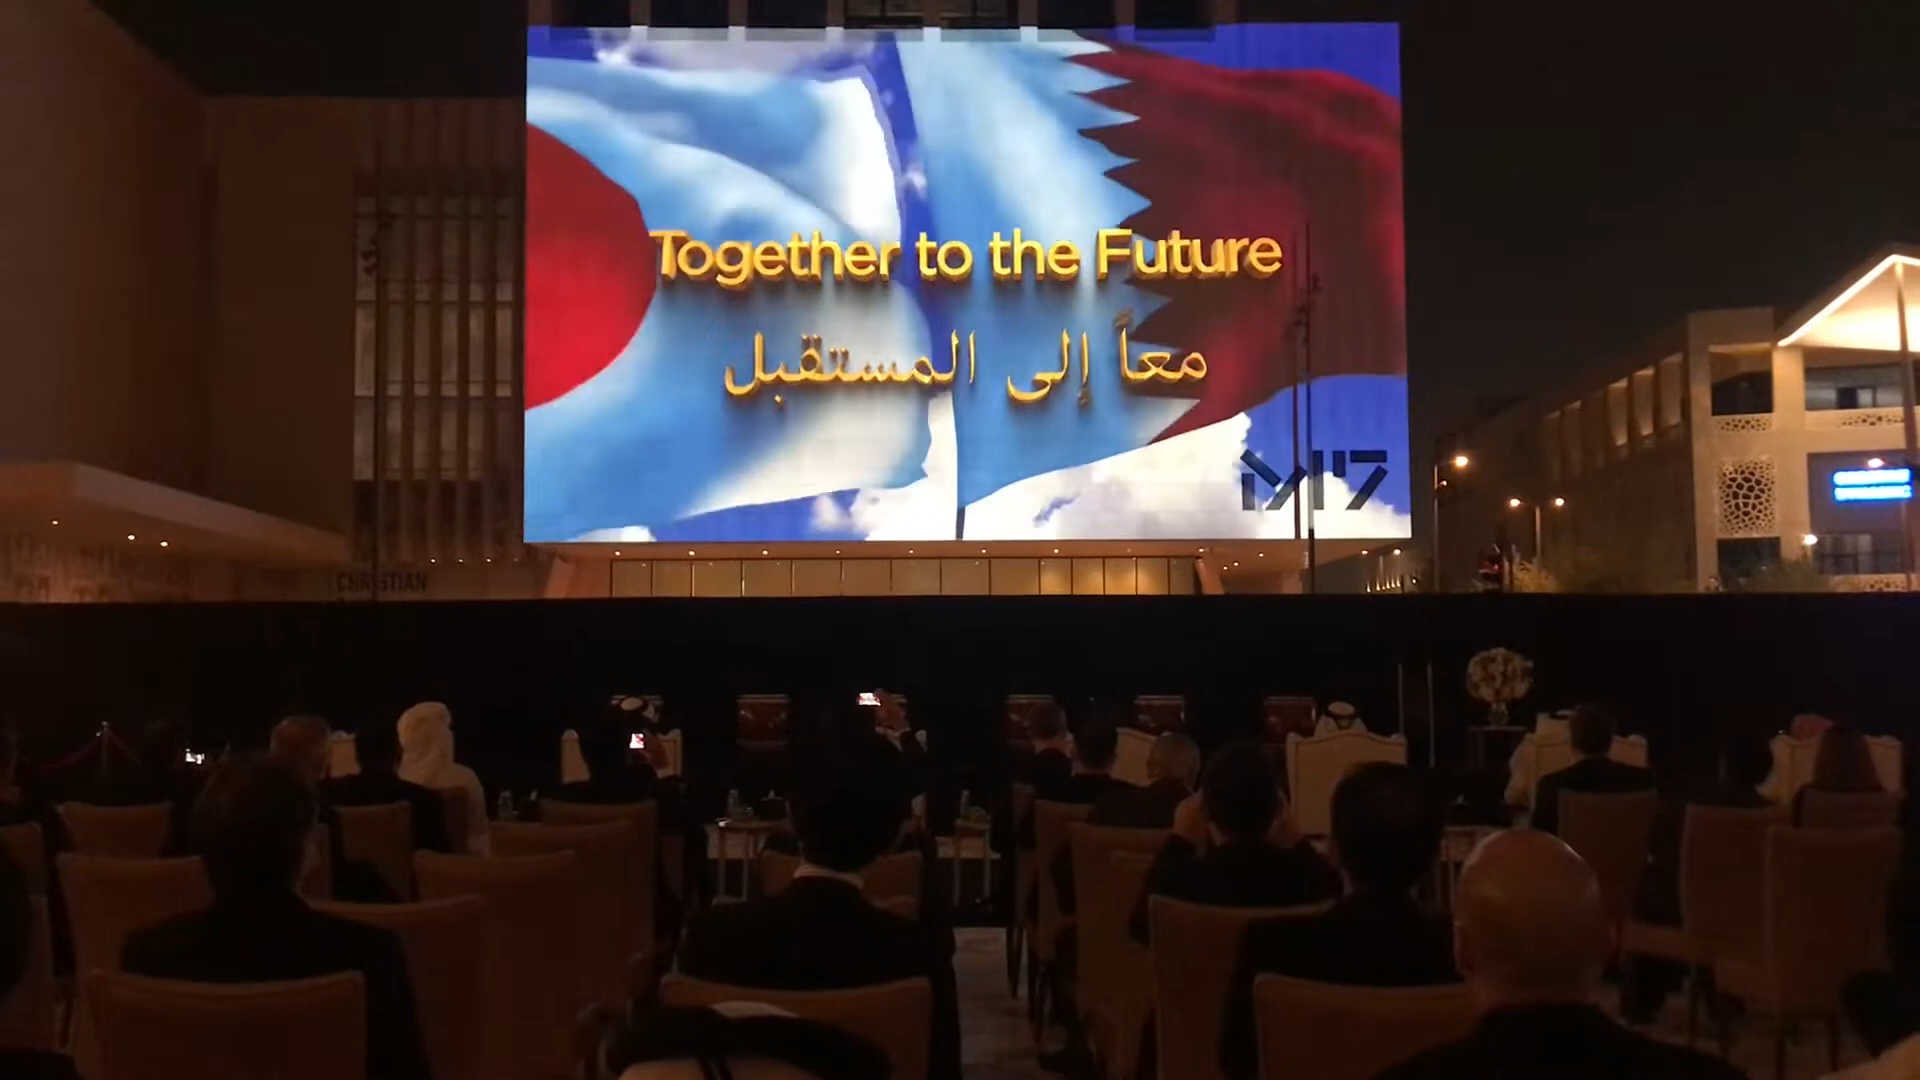 Together to the Future
معاً إلى المستقبل
M7
CHRISTIAN